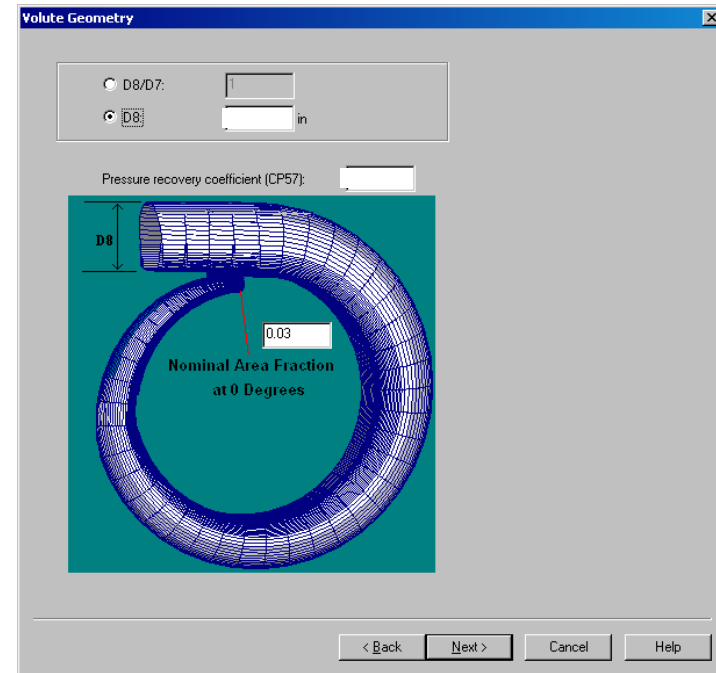 Volute Geometry
D8/D7: 1
D8: in
Pressure recovery coefficient (CP57):
D8
0.03
Nominal Area Fraction
at 0 Degrees
< Back Next > Cancel Help